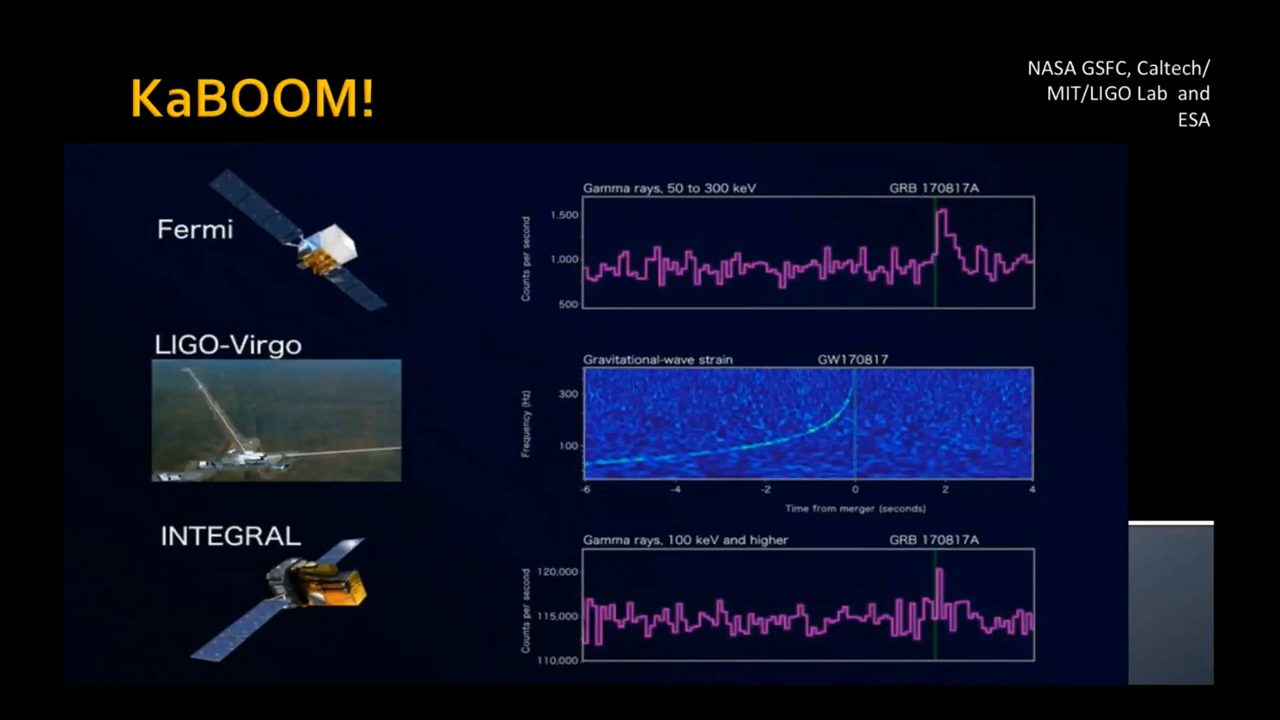 KaBOOM!
NASA GSFC, Caltech/
MIT/LIGO Lab and
ESA
Fermi
Gamma rays, 50 to 300 keV
GRB 170817A
Counts per second
1,500
1,000
500
LIGO-Virgo
Gravitational-wave strain
GW170817
Frequency (Hz)
300
100
-6 -4 -2 0 2 4
Time from merger (seconds)
INTEGRAL
Gamma rays, 100 keV and higher
GRB 170817A
Counts per second
120,000
115,000
110,000